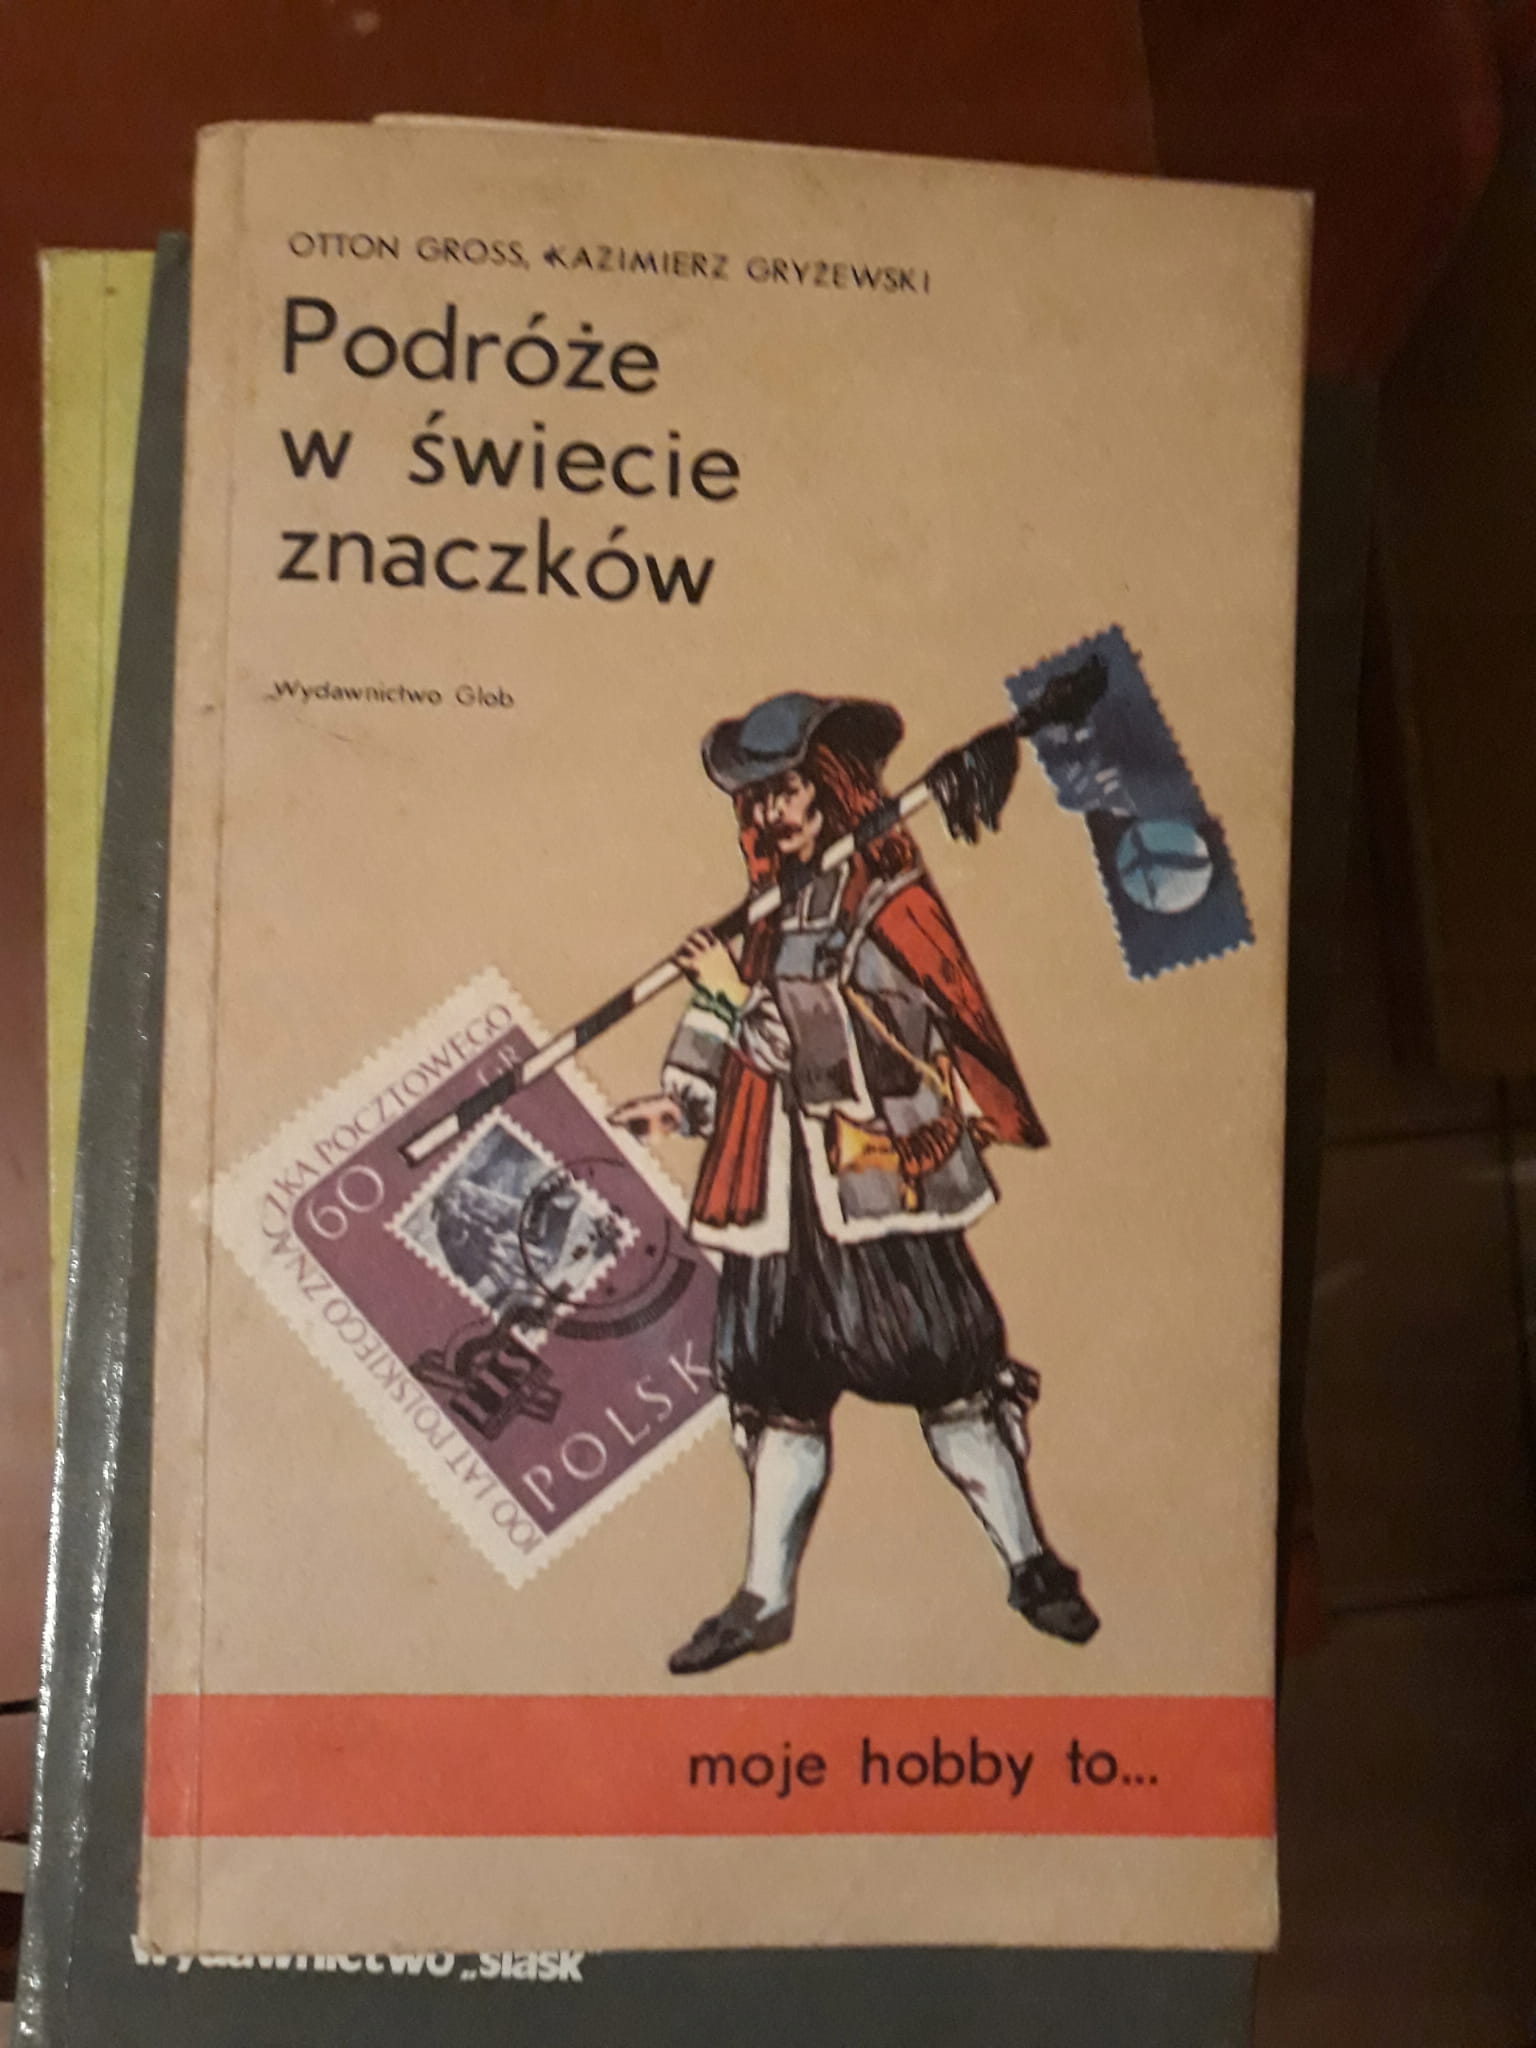 OTTON GROSS, KAZIMIERZ GRYŻEWSKI
Podróże
w świecie
znaczków
Wydawnictwo Glob
100 LAT POLSKIEGO ZNACZKA POCZTOWEGO
60 GR
POLSK
moje hobby to...
wydawnictwo „śląsk”